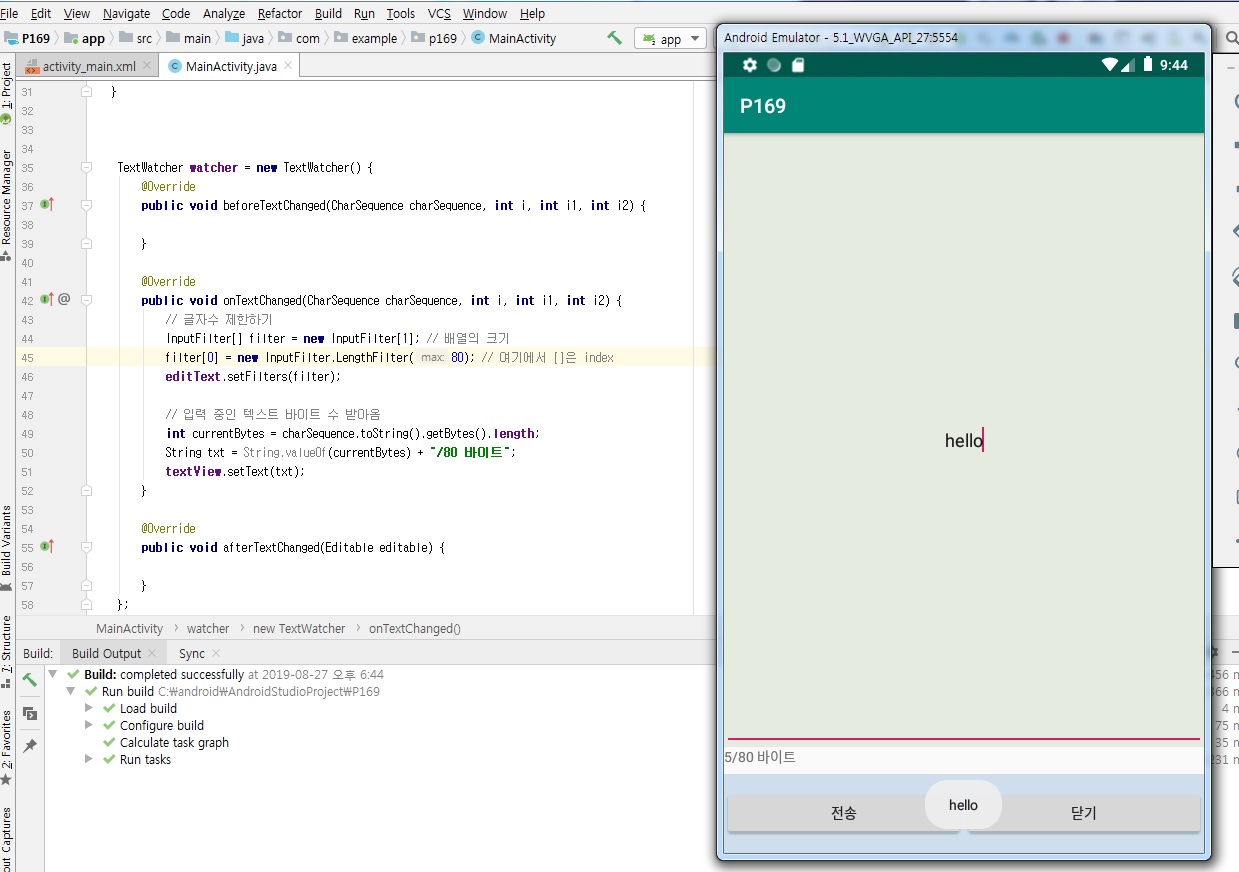 File Edit View Navigate Code Analyze Refactor Build Run Tools VCS Window Help
P169 app src main java com example p169 MainActivity app
activity_main.xml MainActivity.java
1: Project
Resource Manager
Build Variants
7: Structure
2: Favorites
out Captures
31 }
32
33
34
35 TextWatcher watcher = new TextWatcher() {
36 @Override
37 public void beforeTextChanged(CharSequence charSequence, int i, int i1, int i2) {
38
39 }
40
41 @Override
42 @ public void onTextChanged(CharSequence charSequence, int i, int i1, int i2) {
43 // 글자수 제한하기
44 InputFilter[] filter = new InputFilter[1]; // 배열의 크기
45 filter[0] = new InputFilter.LengthFilter( max: 80); // 여기에서 []은 index
46 editText.setFilters(filter);
47
48 // 입력 중인 텍스트 바이트 수 받아옴
49 int currentBytes = charSequence.toString().getBytes().length;
50 String txt = String.valueOf(currentBytes) + "/80 바이트";
51 textView.setText(txt);
52 }
53
54 @Override
55 public void afterTextChanged(Editable editable) {
56
57 }
58 };
MainActivity › watcher › new TextWatcher › onTextChanged()
Build: Build Output Sync
Build: completed successfully at 2019-08-27 오후 6:44
Run build C:₩android₩AndroidStudioProject₩P169
Load build
Configure build
Calculate task graph
Run tasks
Android Emulator - 5.1_WVGA_API_27:5554
9:44
P169
hello
5/80 바이트
전송 hello 닫기